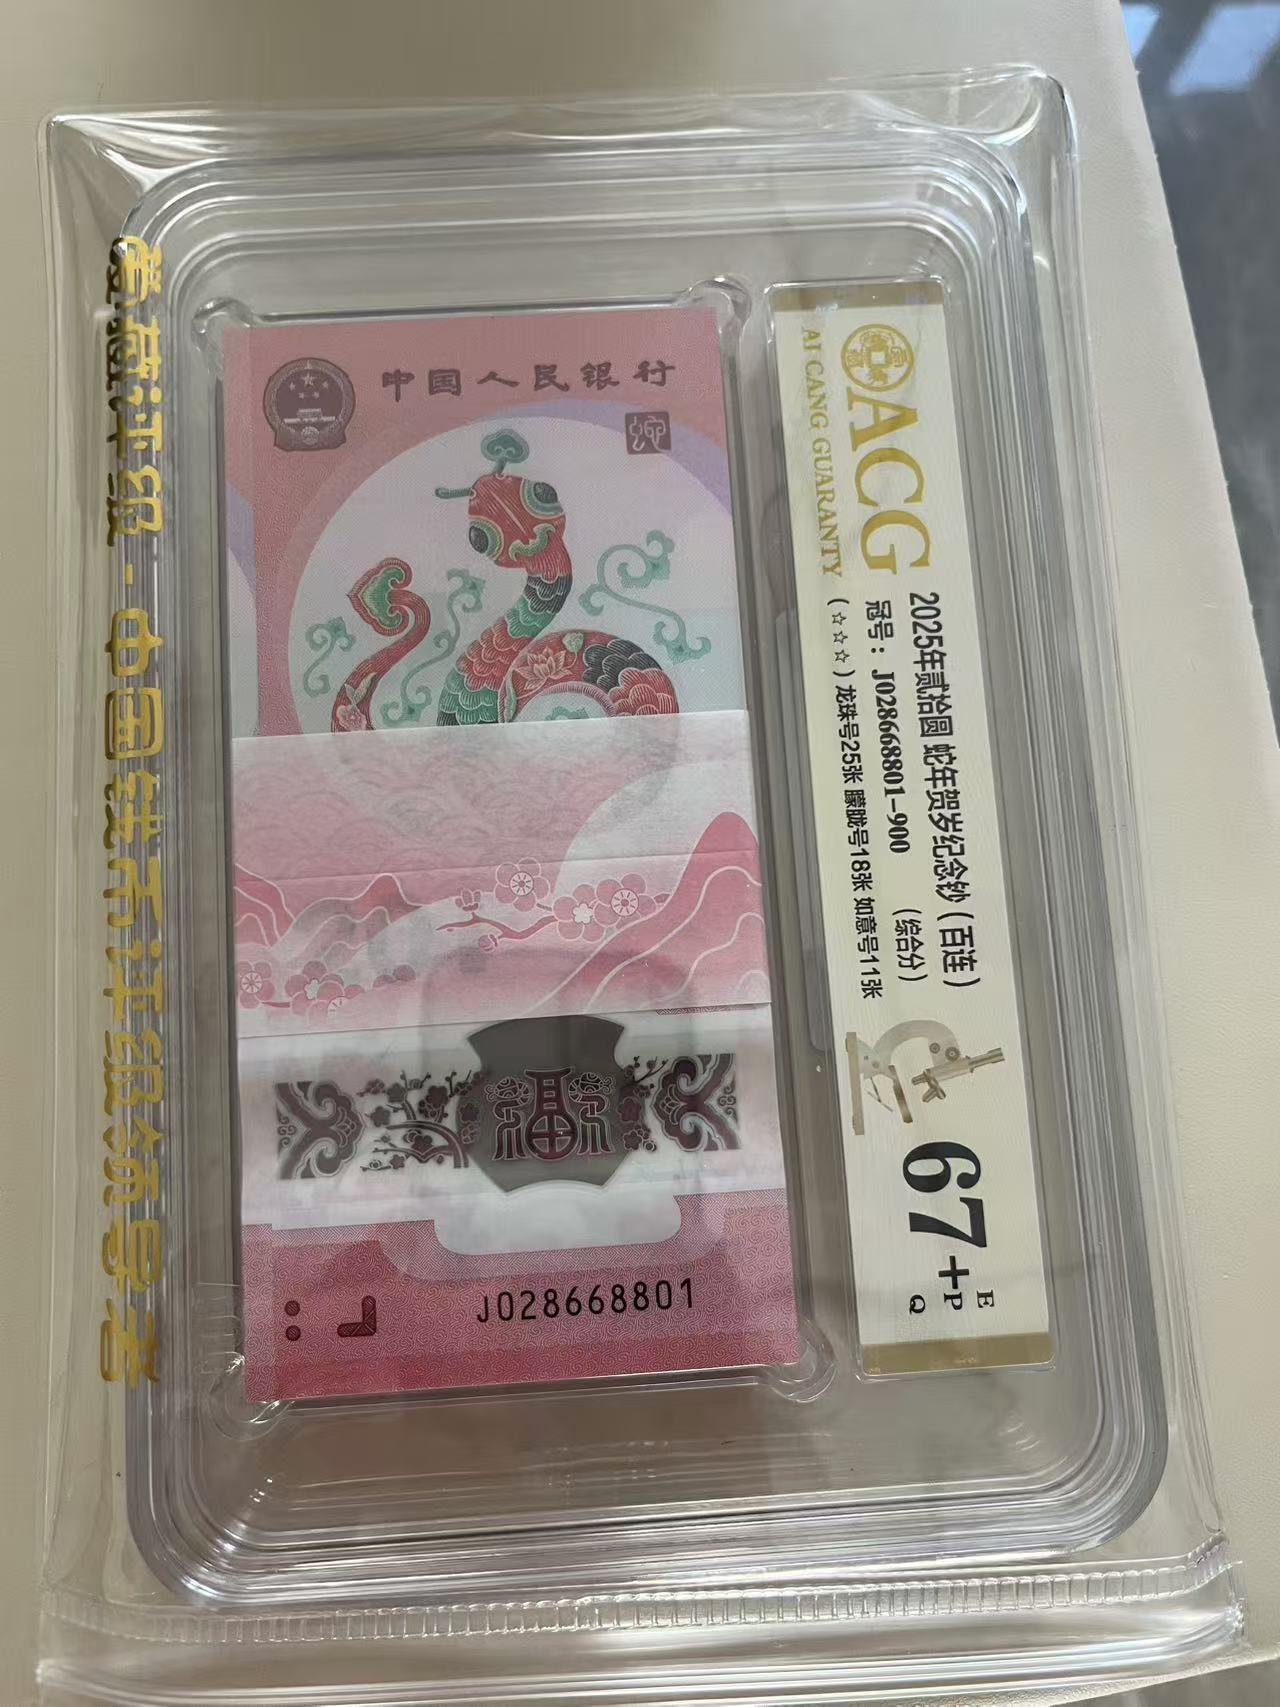 爱藏评级-中国钱币评级领导者
中国人民银行
蛇
福
J028668801
ACG
AI CANG GUARANTY
2025年贰拾圆 蛇年贺岁纪念钞(百连)
冠号:J028668801-900 (综合分)
(☆☆☆)龙珠号25张 朦胧号18张 如意号11张
67+
E
P
Q